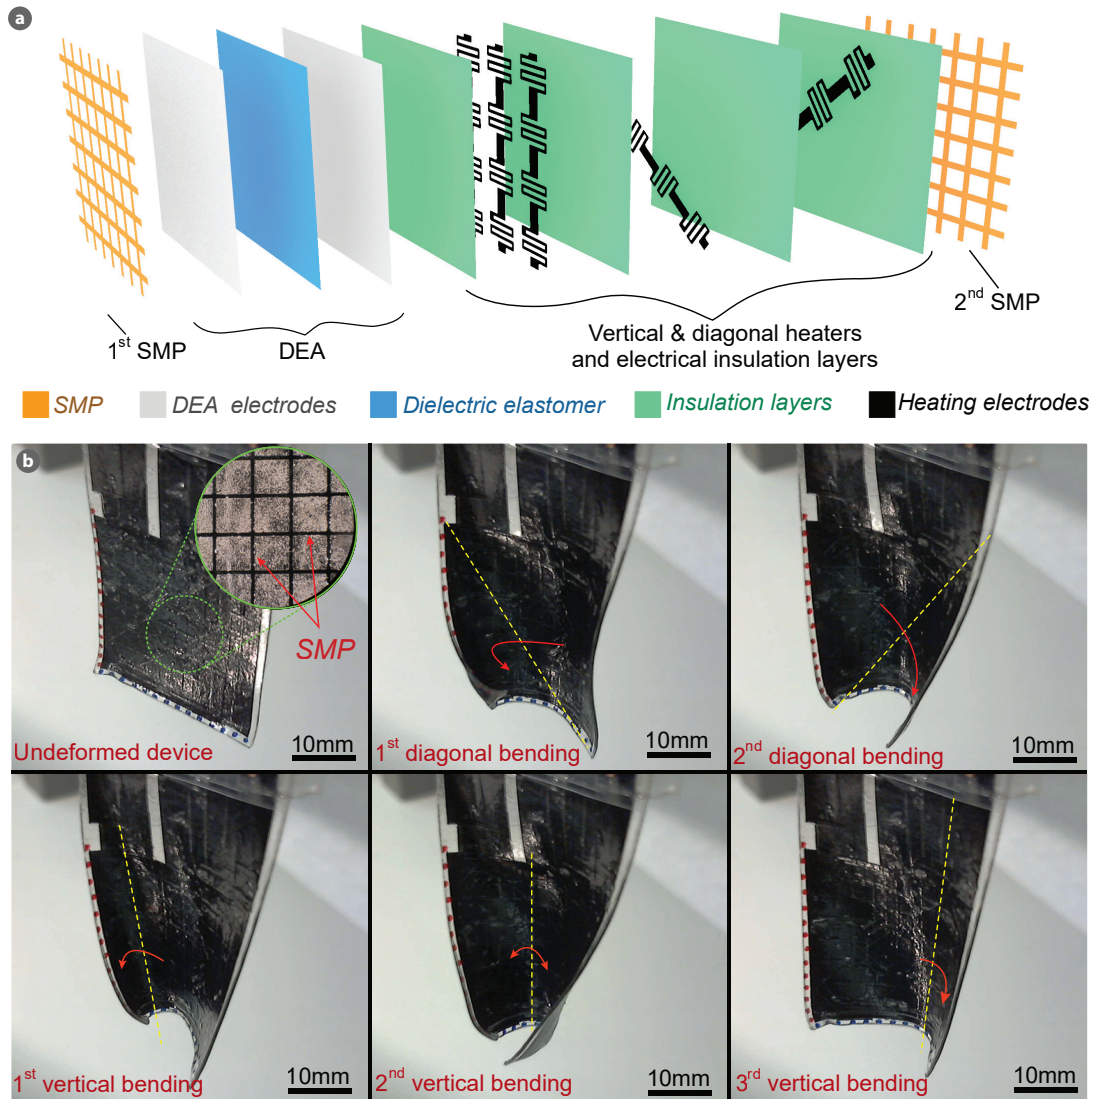 a
1st SMP
DEA
Vertical & diagonal heaters
and electrical insulation layers
2nd SMP
SMP
DEA electrodes
Dielectric elastomer
Insulation layers
Heating electrodes
b
SMP
Undeformed device
10mm
1st diagonal bending
10mm
2nd diagonal bending
10mm
1st vertical bending
10mm
2nd vertical bending
10mm
3rd vertical bending
10mm